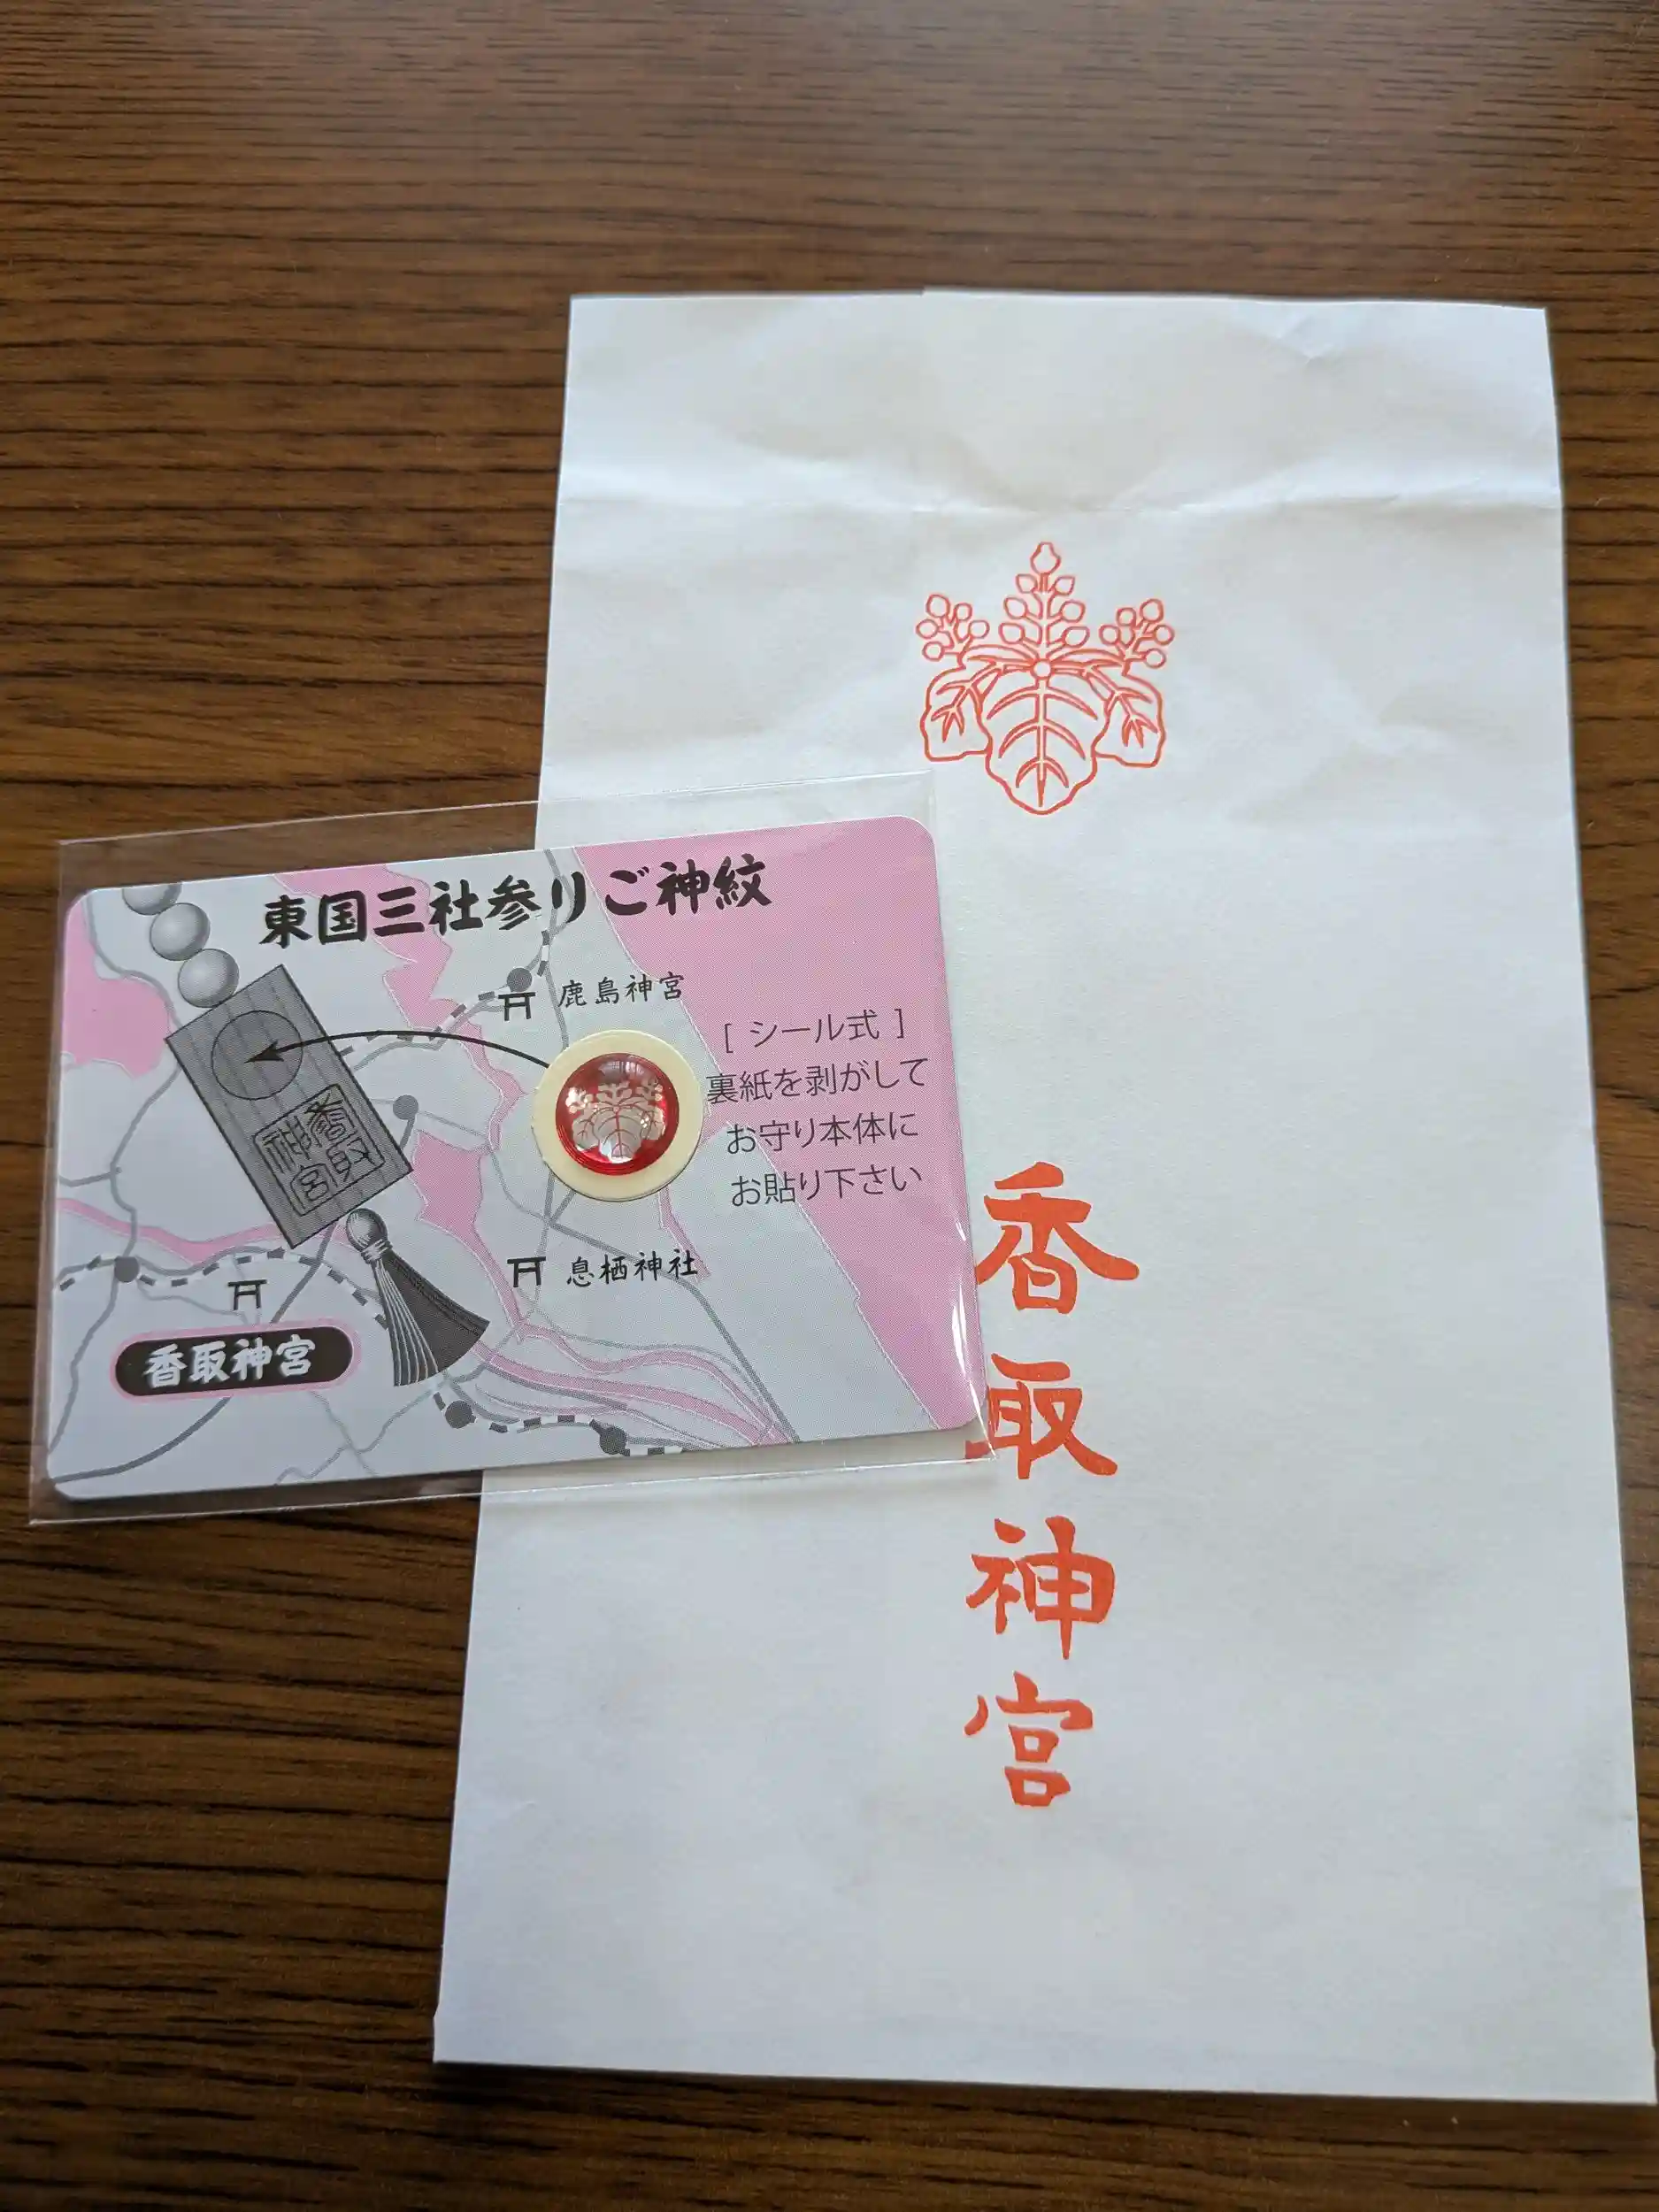 東国三社参りご神紋
鹿島神宮
[ シール式 ]
裏紙を剥がして
お守り本体に
お貼り下さい
香取
神宮
息栖神社
香取神宮
香取神宮